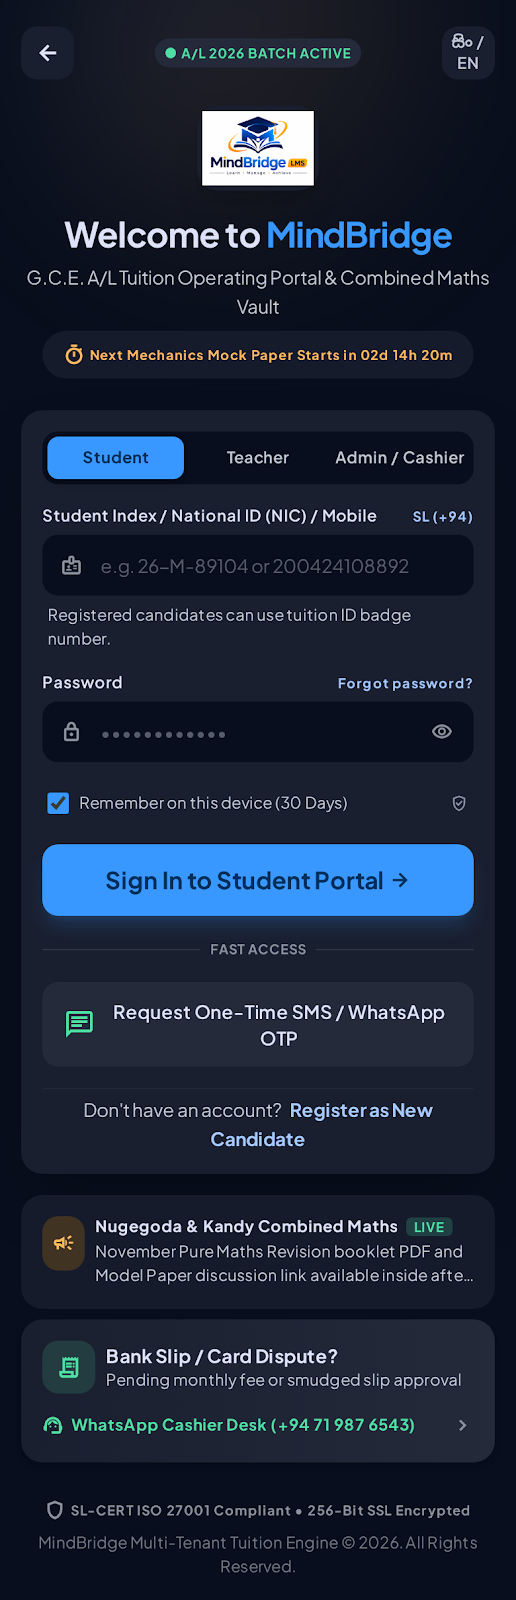 A/L 2026 BATCH ACTIVE
සිං /
EN
MindBridge LMS
Learn • Manage • Achieve
Welcome to MindBridge
G.C.E. A/L Tuition Operating Portal & Combined Maths
Vault
Next Mechanics Mock Paper Starts in 02d 14h 20m
Student
Teacher
Admin / Cashier
Student Index / National ID (NIC) / Mobile
SL (+94)
e.g. 26-M-89104 or 200424108892
Registered candidates can use tuition ID badge
number.
Password
Forgot password?
Remember on this device (30 Days)
Sign In to Student Portal →
FAST ACCESS
Request One-Time SMS / WhatsApp
OTP
Don't have an account? Register as New
Candidate
Nugegoda & Kandy Combined Maths LIVE
November Pure Maths Revision booklet PDF and
Model Paper discussion link available inside afte...
Bank Slip / Card Dispute?
Pending monthly fee or smudged slip approval
WhatsApp Cashier Desk (+94 71 987 6543)
SL-CERT ISO 27001 Compliant • 256-Bit SSL Encrypted
MindBridge Multi-Tenant Tuition Engine © 2026. All Rights
Reserved.